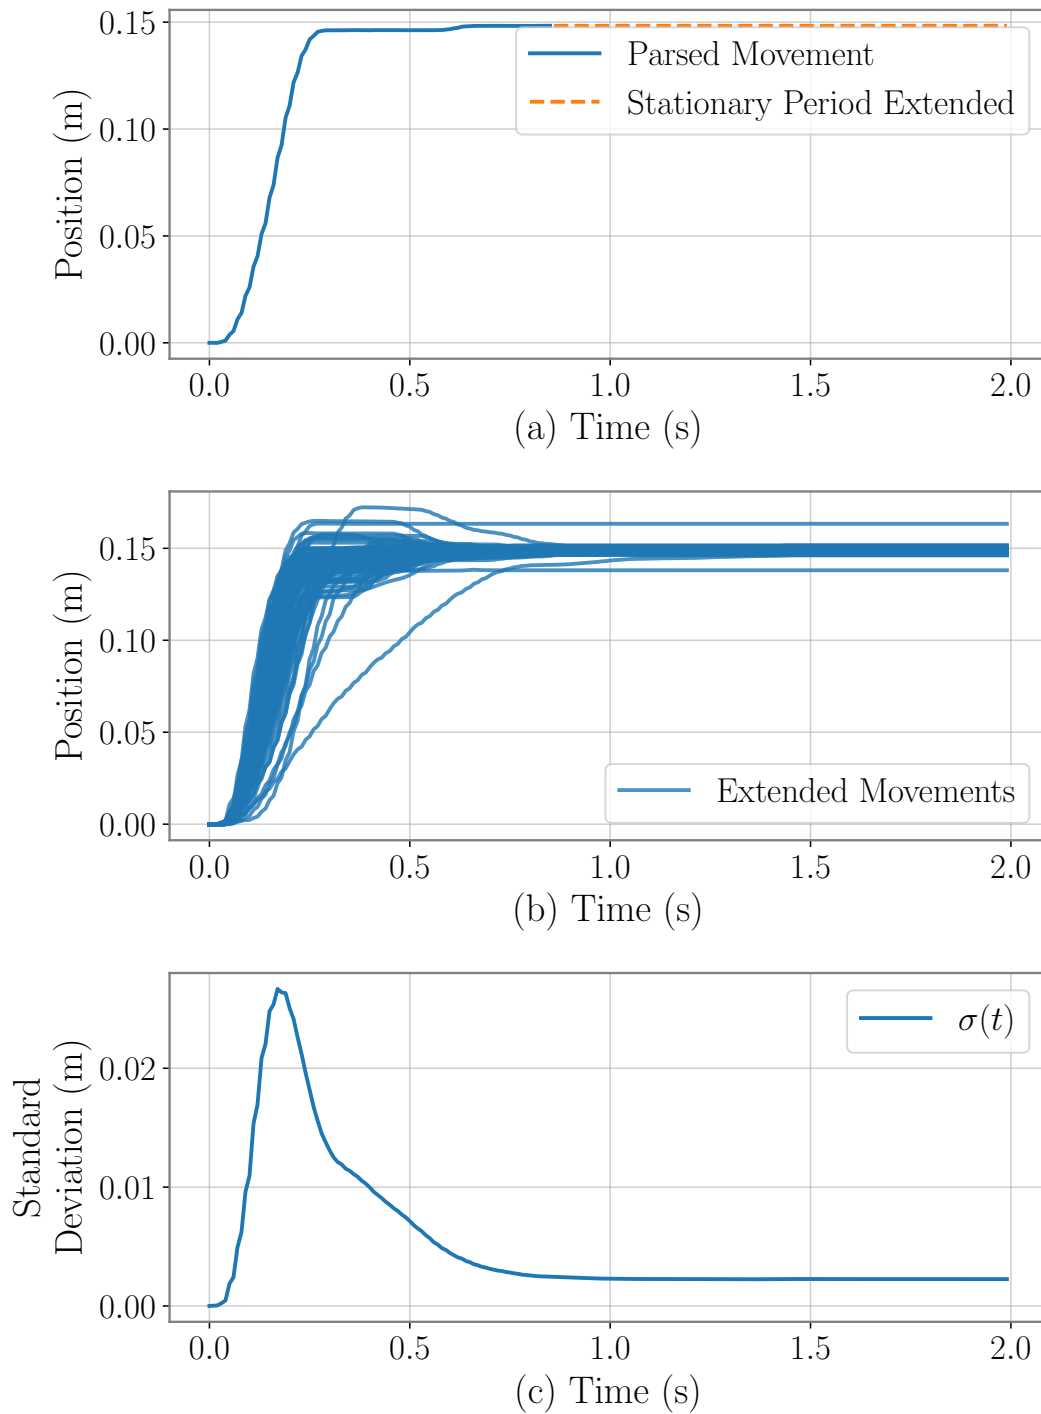 0.15
0.10
0.05
0.00
Position (m)
Parsed Movement
Stationary Period Extended
0.0 0.5 1.0 1.5 2.0
(a) Time (s)
0.15
0.10
0.05
0.00
Position (m)
Extended Movements
0.0 0.5 1.0 1.5 2.0
(b) Time (s)
0.02
0.01
0.00
Standard
Deviation (m)
σ(t)
0.0 0.5 1.0 1.5 2.0
(c) Time (s)